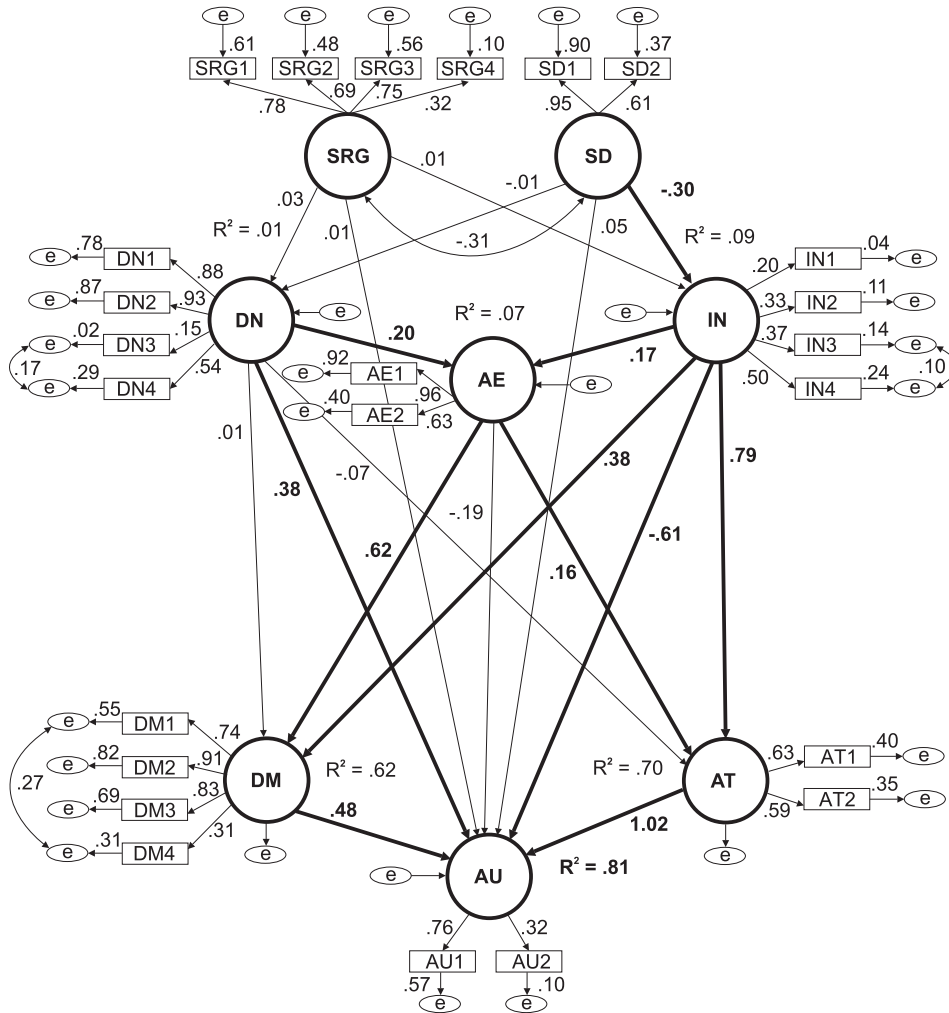 e e e e e e
.61 .48 .56 .10 .90 .37
SRG1 SRG2 SRG3 SRG4 SD1 SD2
.78 .69 .75 .32 .95 .61
SRG SD
.01 -.01 -.30
.03 .01 -.31 .05
R² = .01 R² = .09
e .78 DN1 .88
e .87 DN2 .93
e .02 DN3 .15
e .29 DN4 .54
.17
DN e
R² = .07
e IN
.20 IN1 .04 e
.33 IN2 .11 e
.37 IN3 .14 e
.50 IN4 .24 e
.10
.20 .17
e .92 AE1 .96
e .40 AE2 .63
AE e
.01 .38 -.07 -.19 .38 .79
.62 .16 -.61
e .55 DM1 .74
e .82 DM2 .91
e .69 DM3 .83
e .31 DM4 .31
.27
DM R² = .62
e
R² = .70 AT
.63 AT1 .40 e
.59 AT2 .35 e
e
.48 1.02
e AU R² = .81
.76 .32
AU1 AU2
.57 .10
e e